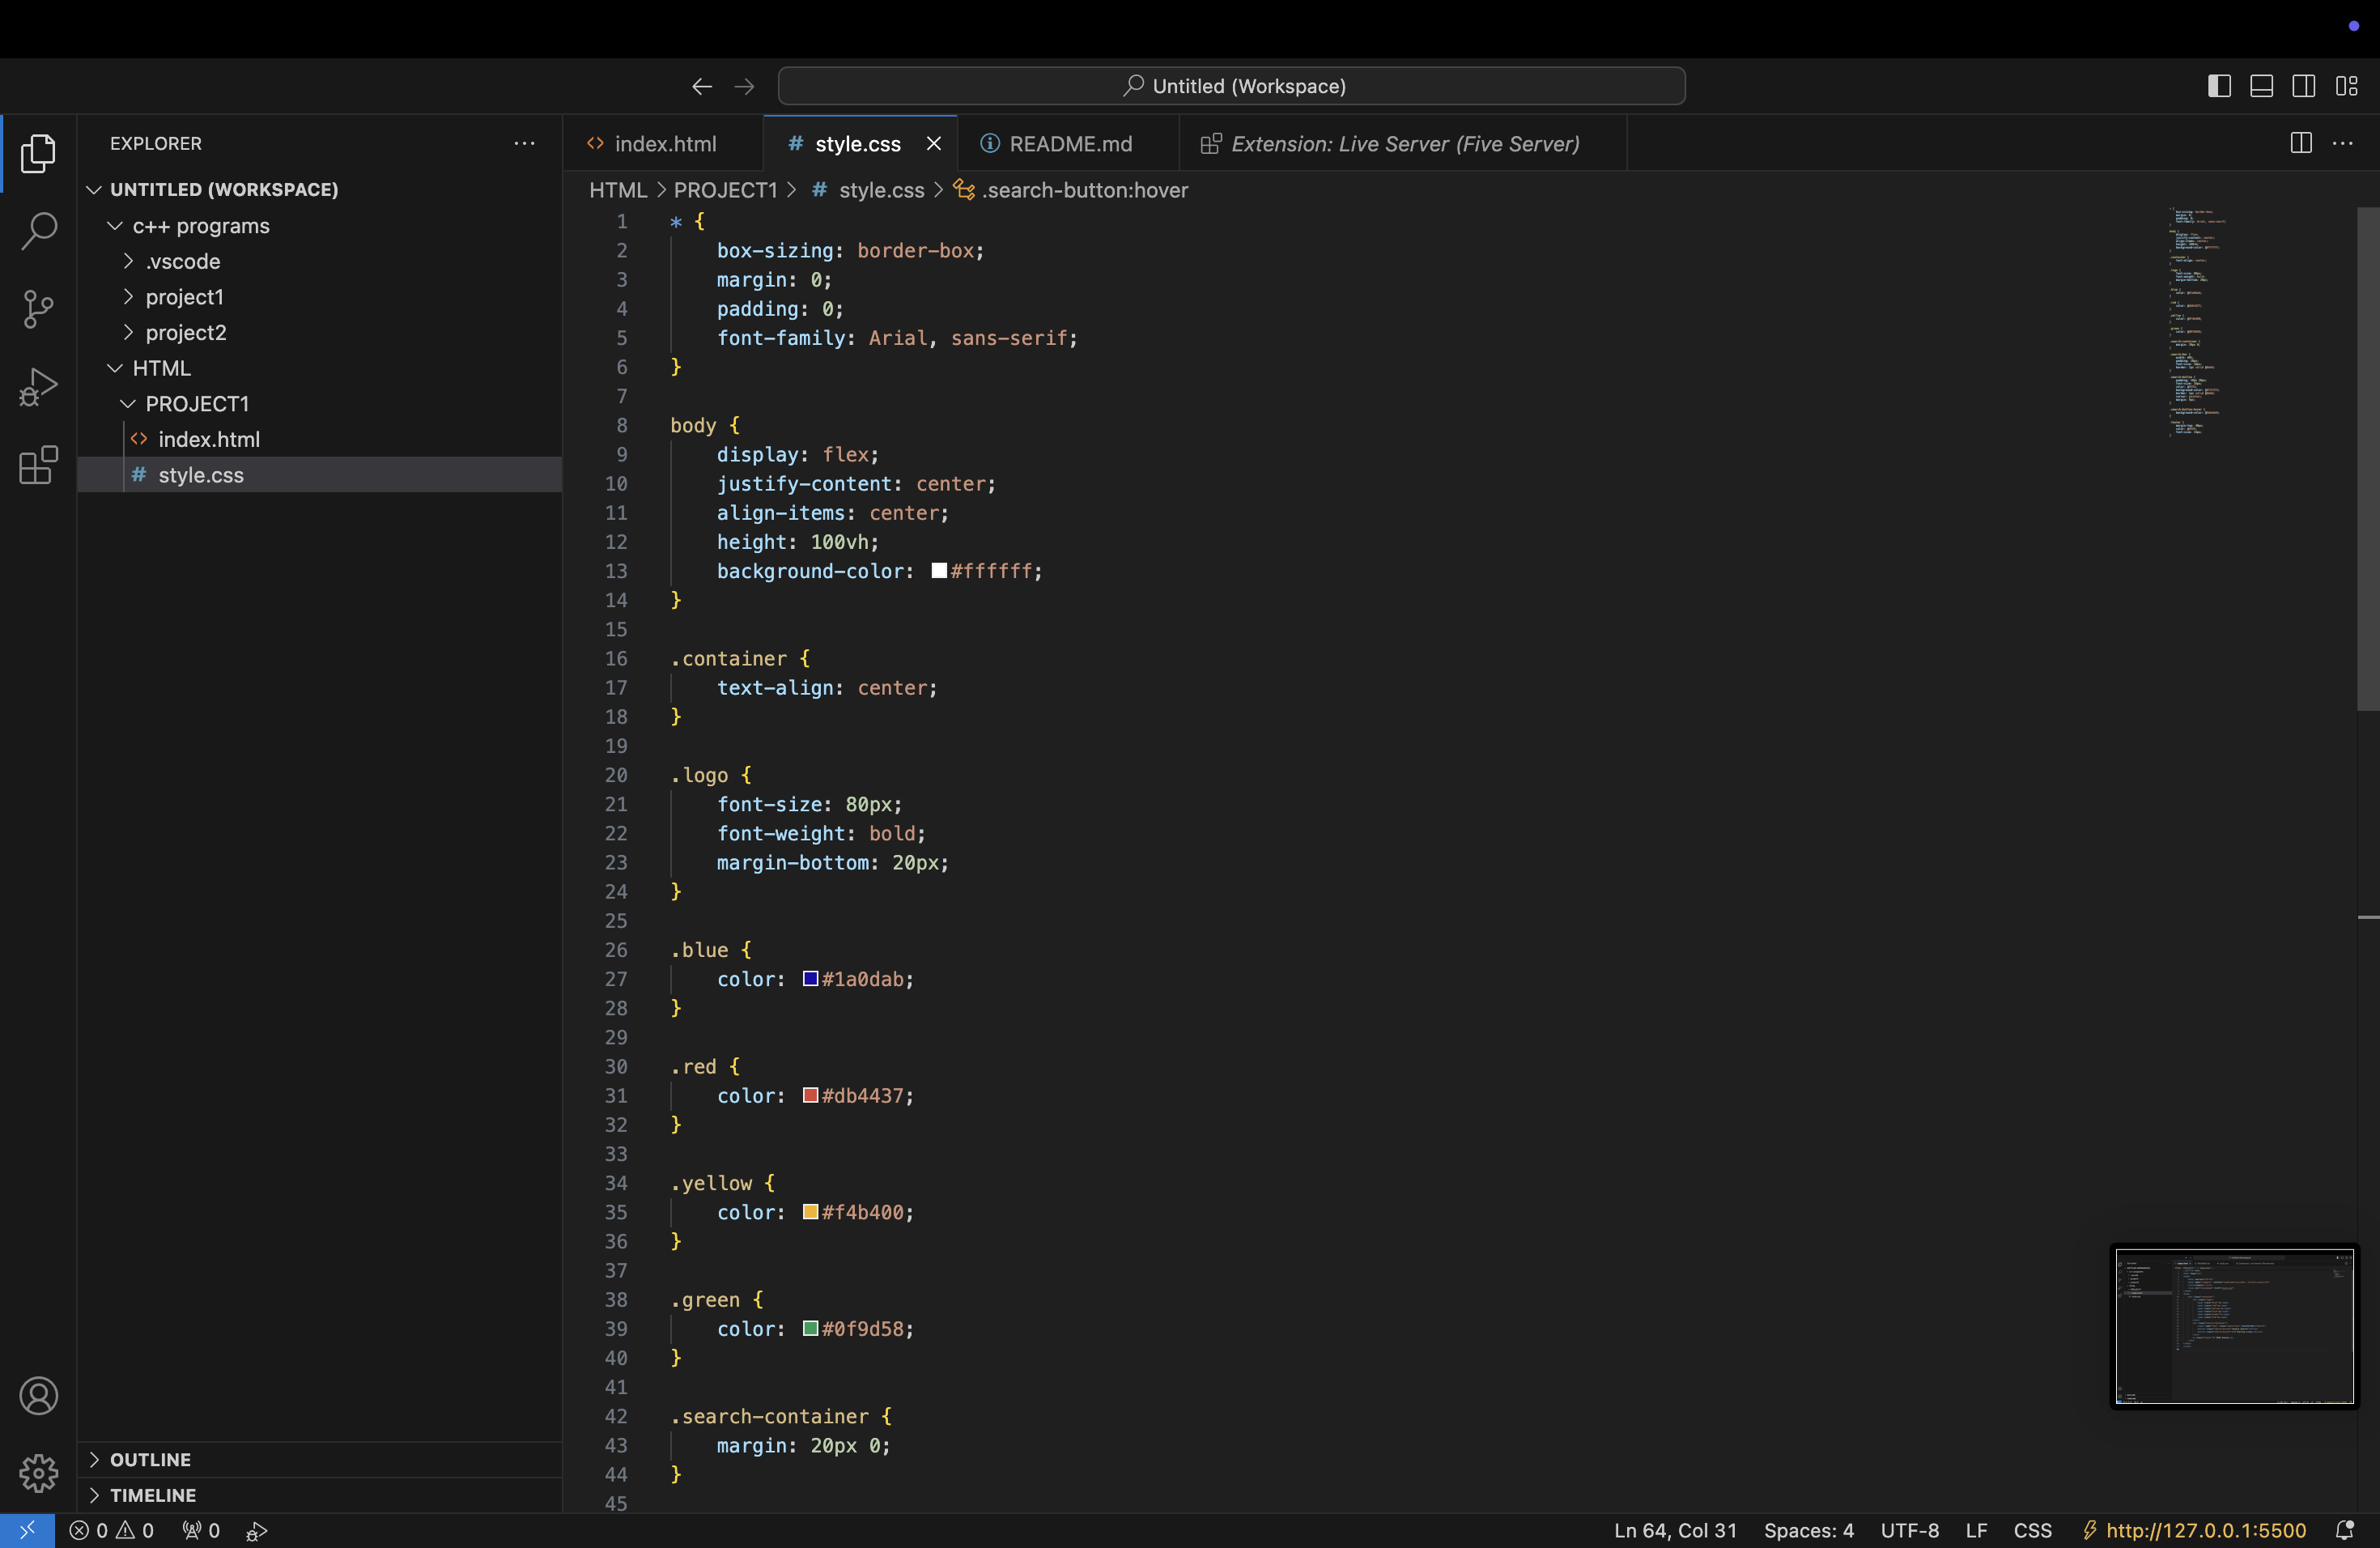 Untitled (Workspace)
EXPLORER
UNTITLED (WORKSPACE)
c++ programs
.vscode
project1
project2
HTML
PROJECT1
index.html
# style.css
OUTLINE
TIMELINE
index.html
# style.css
README.md
Extension: Live Server (Five Server)
HTML > PROJECT1 > # style.css > .search-button:hover
1 * {
2 box-sizing: border-box;
3 margin: 0;
4 padding: 0;
5 font-family: Arial, sans-serif;
6 }
7
8 body {
9 display: flex;
10 justify-content: center;
11 align-items: center;
12 height: 100vh;
13 background-color: #ffffff;
14 }
15
16 .container {
17 text-align: center;
18 }
19
20 .logo {
21 font-size: 80px;
22 font-weight: bold;
23 margin-bottom: 20px;
24 }
25
26 .blue {
27 color: #1a0dab;
28 }
29
30 .red {
31 color: #db4437;
32 }
33
34 .yellow {
35 color: #f4b400;
36 }
37
38 .green {
39 color: #0f9d58;
40 }
41
42 .search-container {
43 margin: 20px 0;
44 }
45
0 0 0
Ln 64, Col 31 Spaces: 4 UTF-8 LF CSS http://127.0.0.1:5500